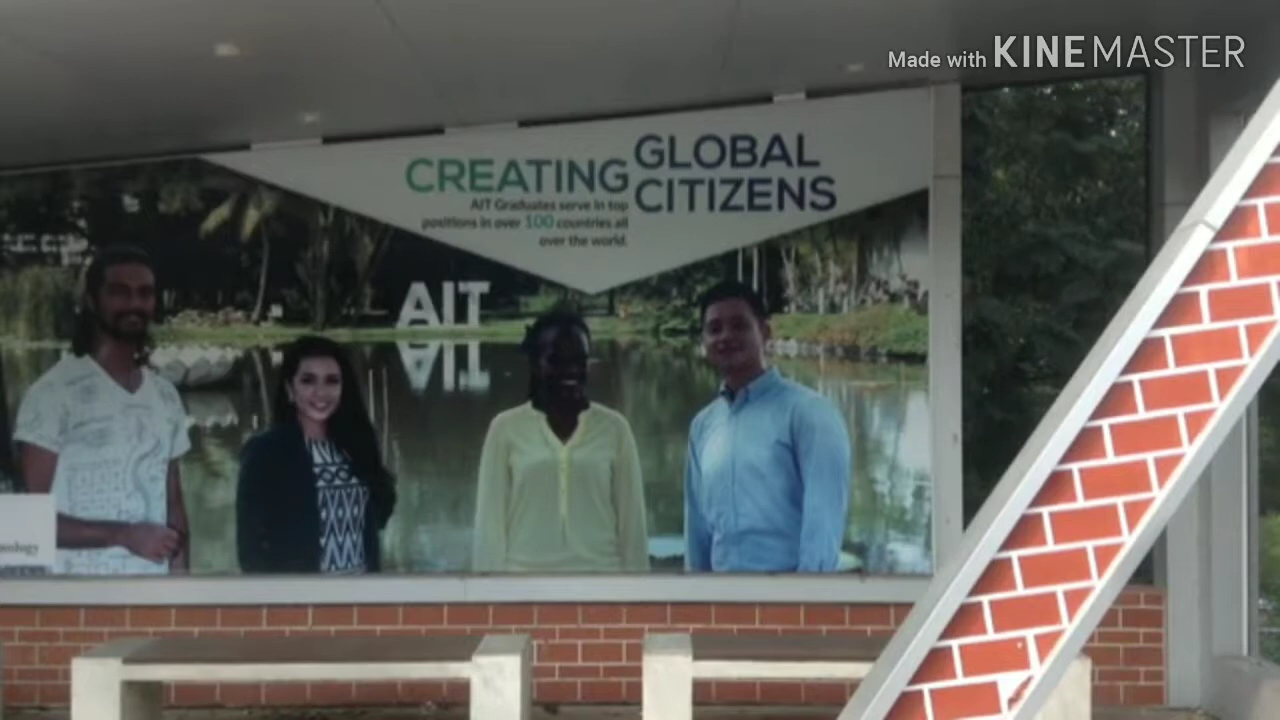 Made with KINEMASTER
CREATING
GLOBAL
CITIZENS
AIT Graduates serve in top
positions in over 100 countries all
over the world.
AIT